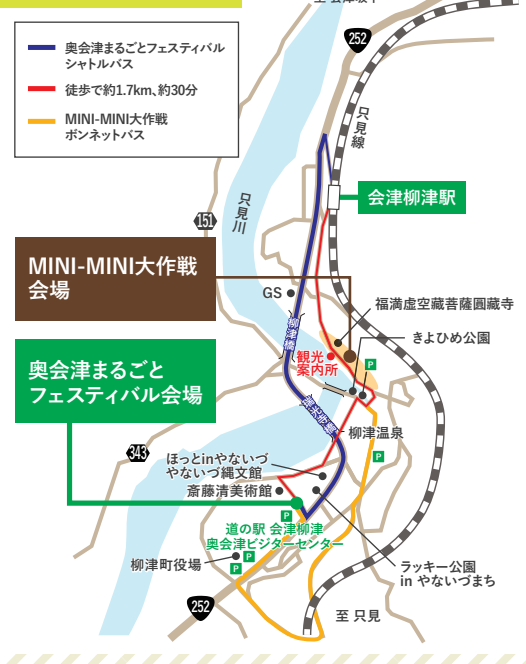 252
奥会津まるごとフェスティバル
シャトルバス
徒歩で約1.7km、約30分
MINI-MINI大作戦
ボンネットバス
只見線
会津柳津駅
只見川
151
MINI-MINI大作戦
会場
GS
福満虚空蔵菩薩圓藏寺
柳津橋
きよひめ公園
観光
案内所
P
奥会津まるごと
フェスティバル会場
柳津温泉
343
P
ほっとinやないづ
やないづ縄文館
斎藤清美術館
P
道の駅 会津柳津
奥会津ビジターセンター
柳津町役場
P
P
ラッキー公園
in やないづまち
252
至 只見